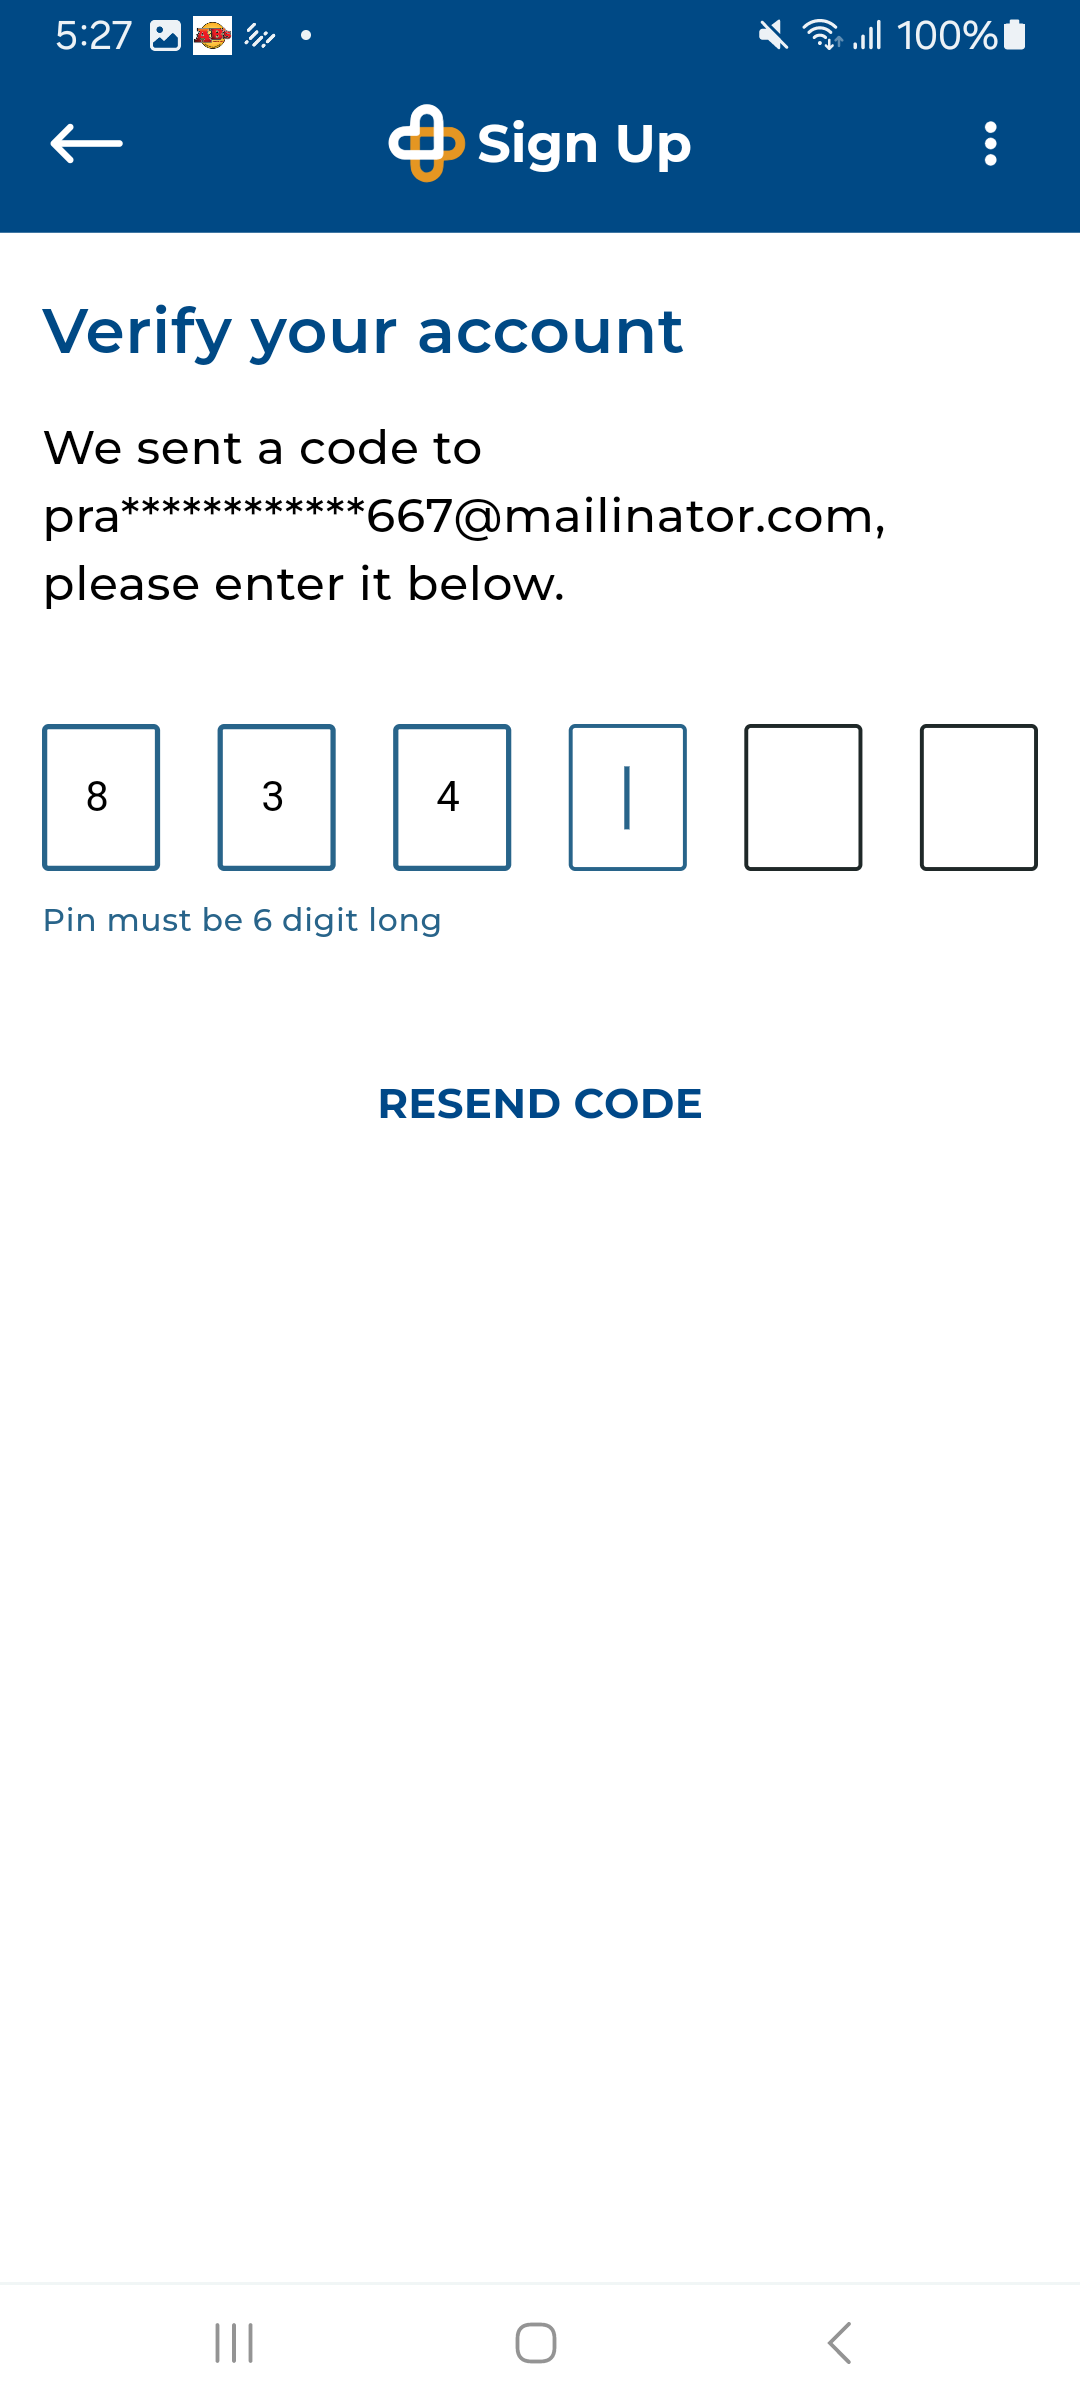 5:27 100%
Sign Up
Verify your account
We sent a code to
pra************667@mailinator.com,
please enter it below.
8 3 4
Pin must be 6 digit long
RESEND CODE